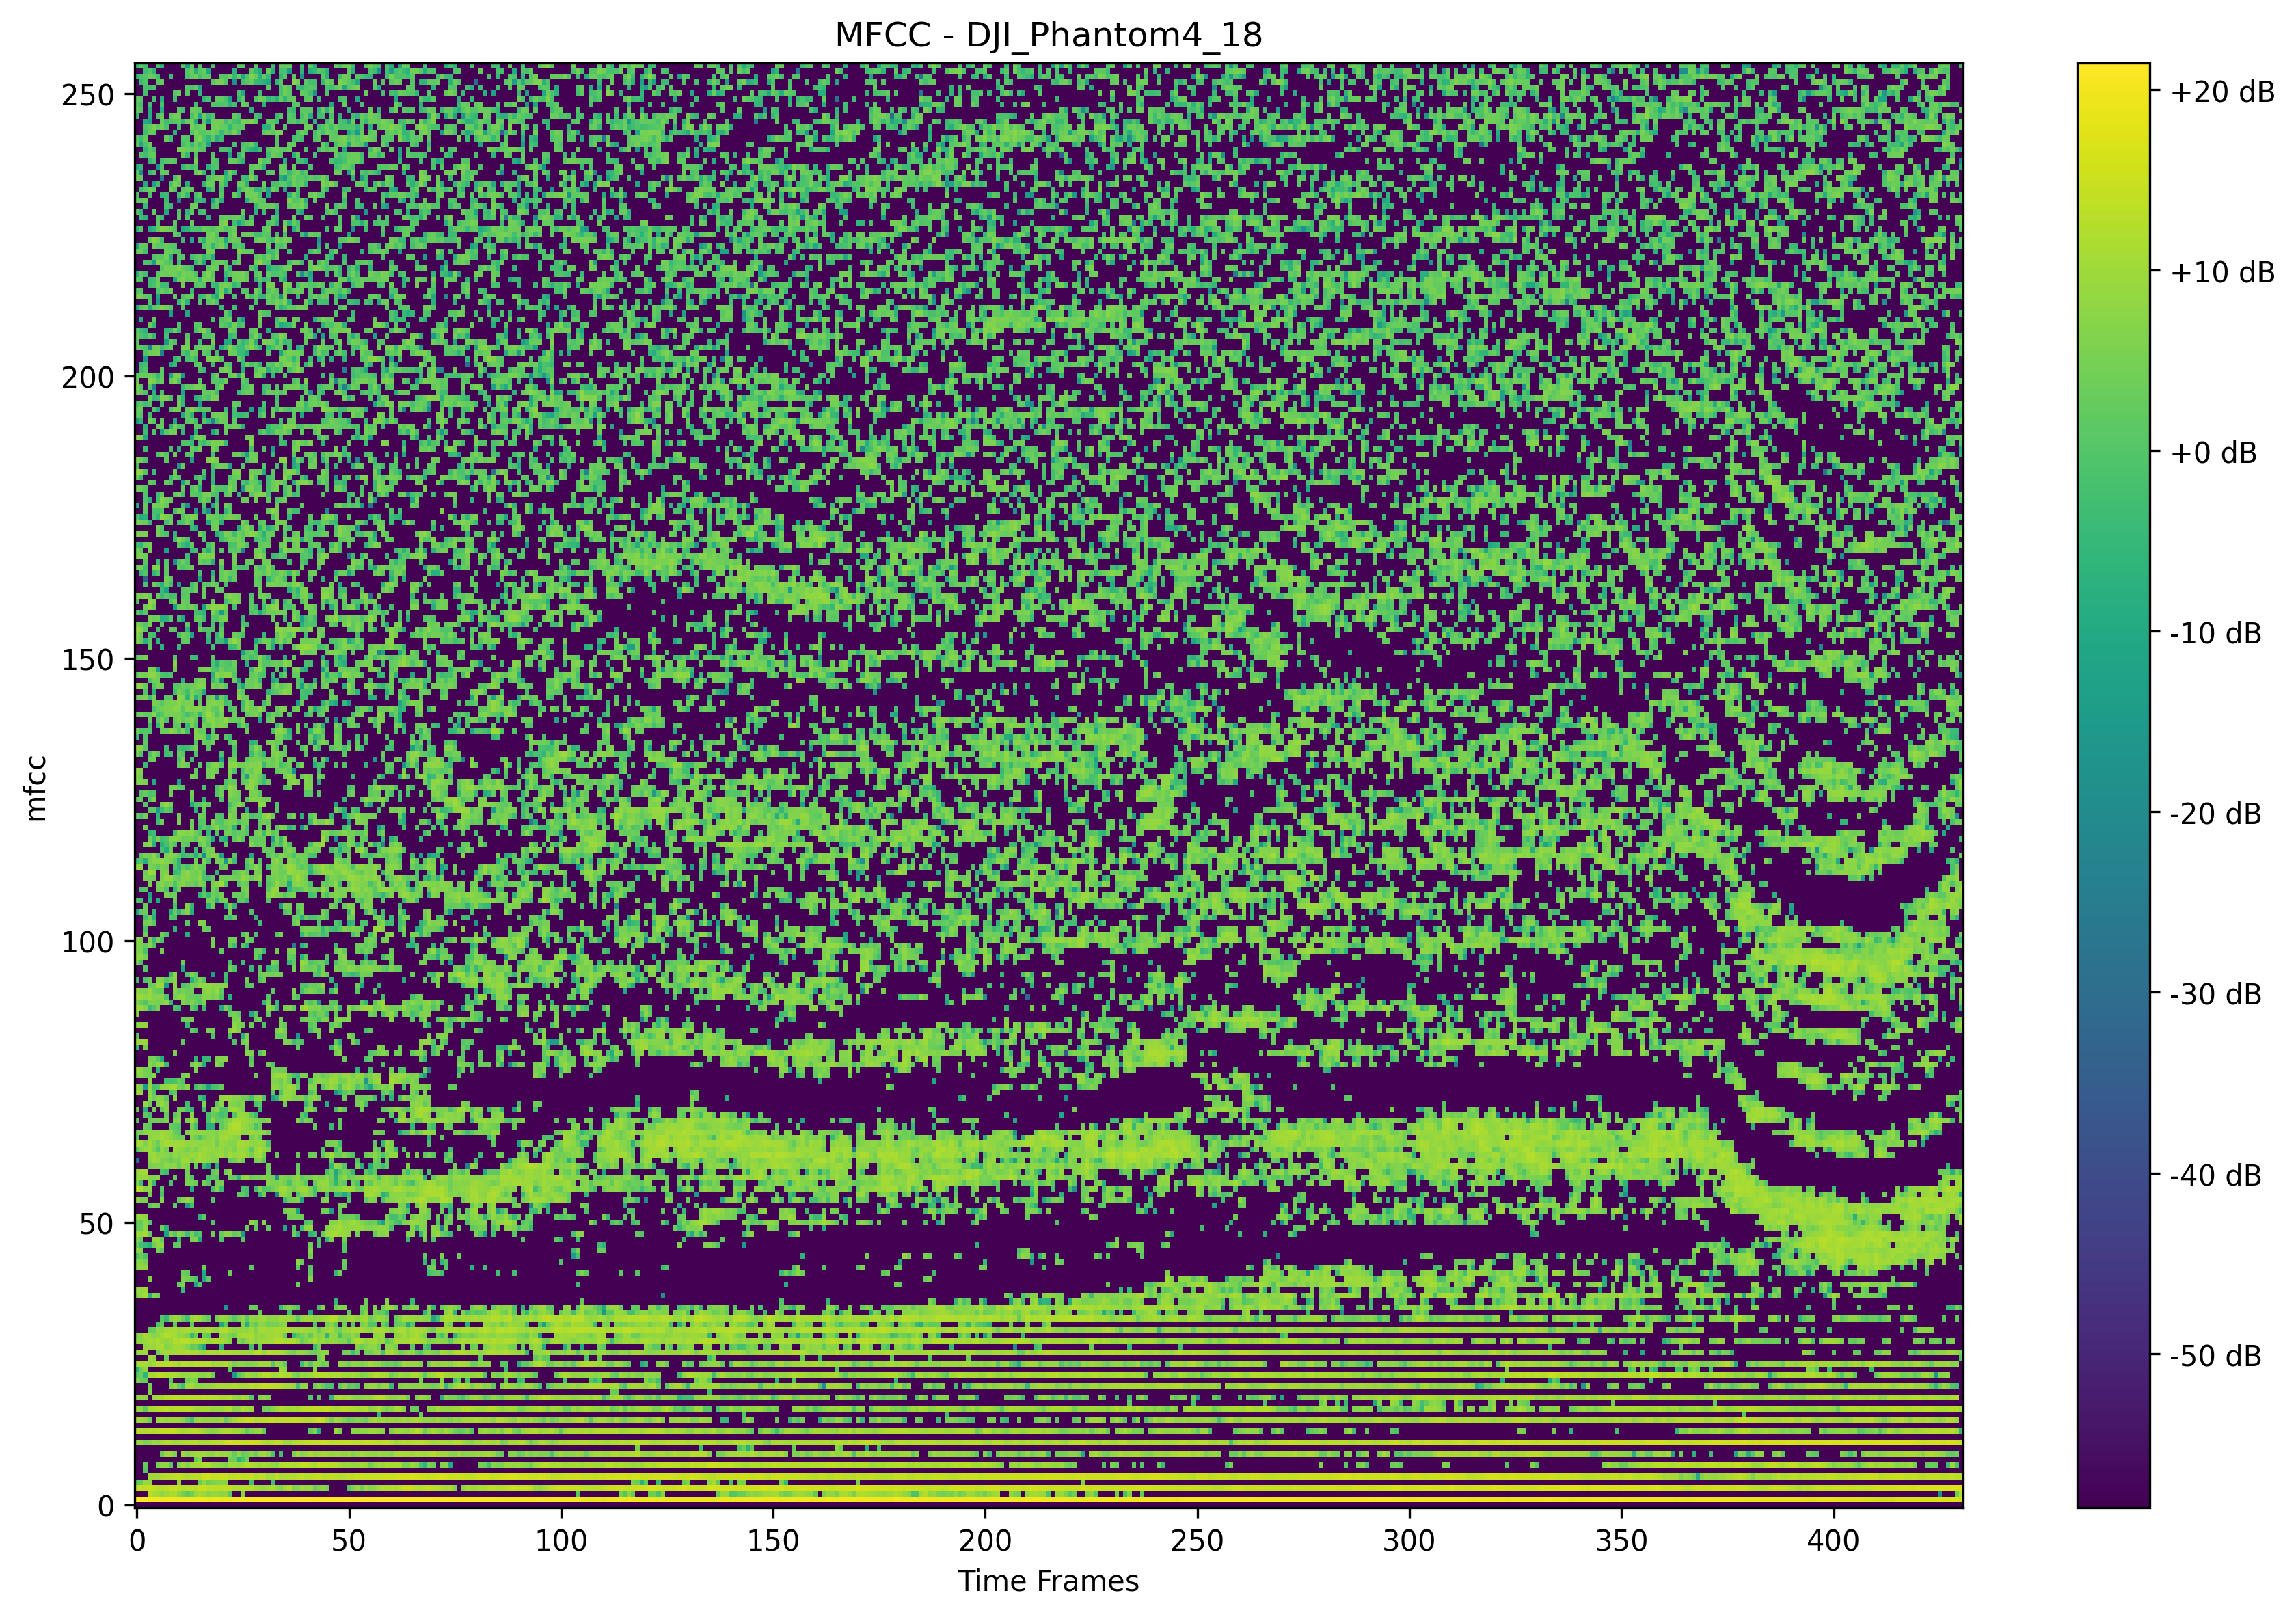 MFCC - DJI_Phantom4_18
250
200
150
100
50
0
mfcc
0 50 100 150 200 250 300 350 400
Time Frames
+20 dB
+10 dB
+0 dB
-10 dB
-20 dB
-30 dB
-40 dB
-50 dB